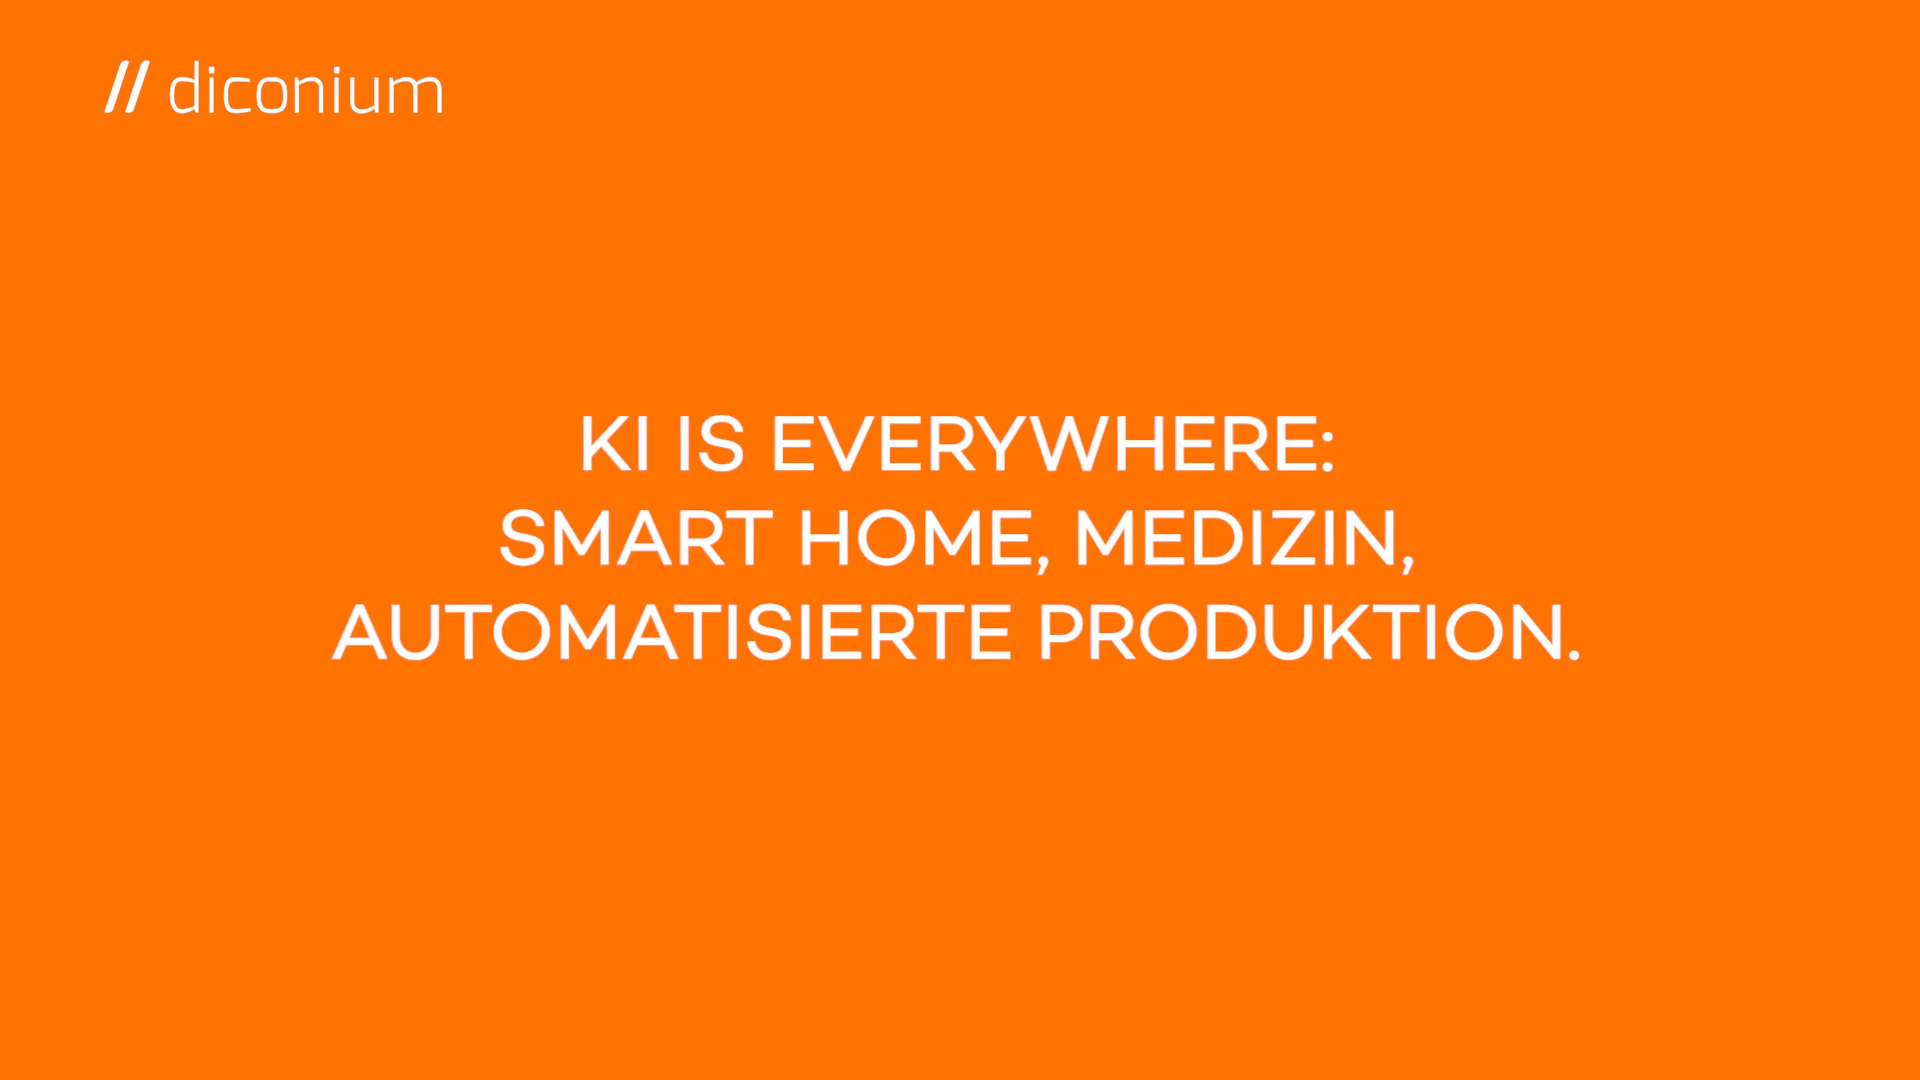 // diconium
KI IS EVERYWHERE:
SMART HOME, MEDIZIN,
AUTOMATISIERTE PRODUKTION.